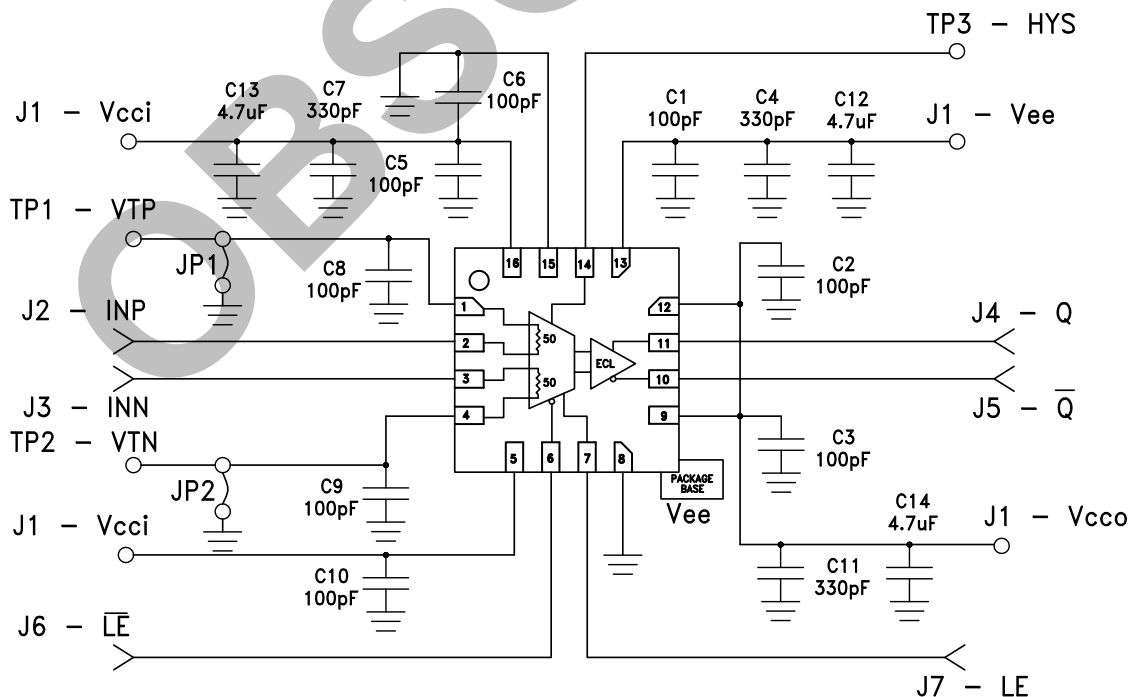 OBS
TP3 - HYS
J1 - Vcci
C13
4.7uF
C7
330pF
C6
100pF
C5
100pF
C1
100pF
C4
330pF
C12
4.7uF
J1 - Vee
TP1 - VTP
JP1
C8
100pF
16
15
14
13
C2
100pF
J2 - INP
1
2
3
4
50
50
ECL
12
11
10
9
J4 - Q
J5 - Q̅
J3 - INN
TP2 - VTN
JP2
C9
100pF
5
6
7
8
PACKAGE
BASE
Vee
C3
100pF
J1 - Vcci
C10
100pF
C14
4.7uF
J1 - Vcco
C11
330pF
J6 - L̅E̅
J7 - LE